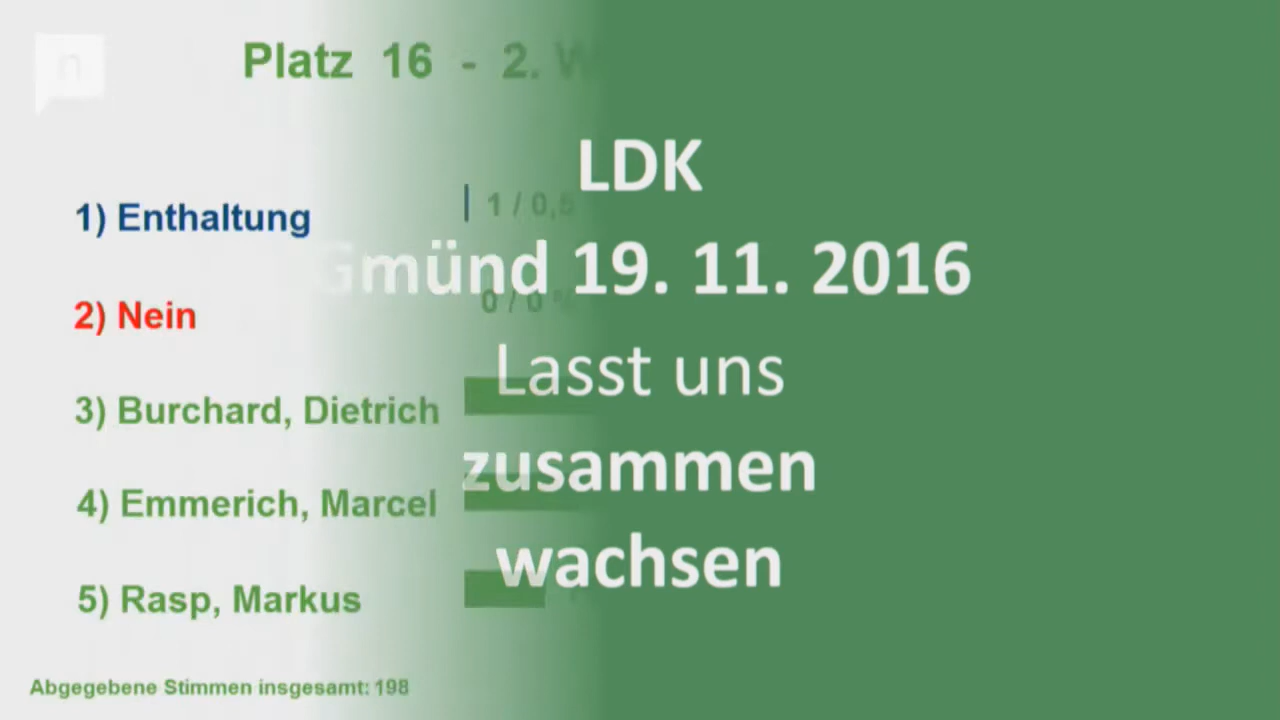 Platz 16 - 2. W
LDK
1) Enthaltung
1 / 0,5
Gmünd 19. 11. 2016
2) Nein
0 / 0 %
Lasst uns
3) Burchard, Dietrich
zusammen
4) Emmerich, Marcel
wachsen
5) Rasp, Markus
Abgegebene Stimmen insgesamt: 198
n